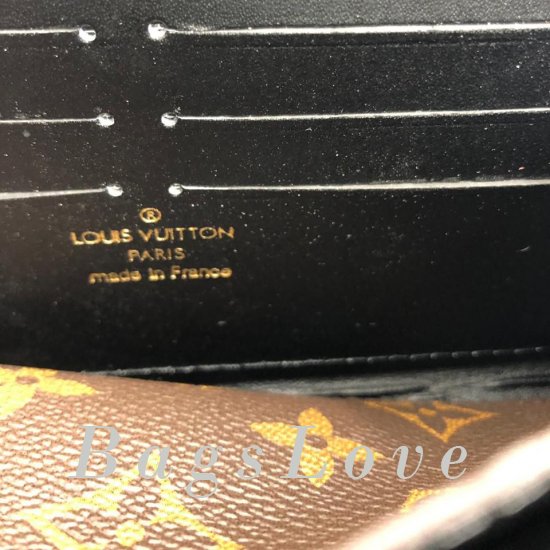 ®
LOUIS VUITTON
PARIS
made in France
BagsLove